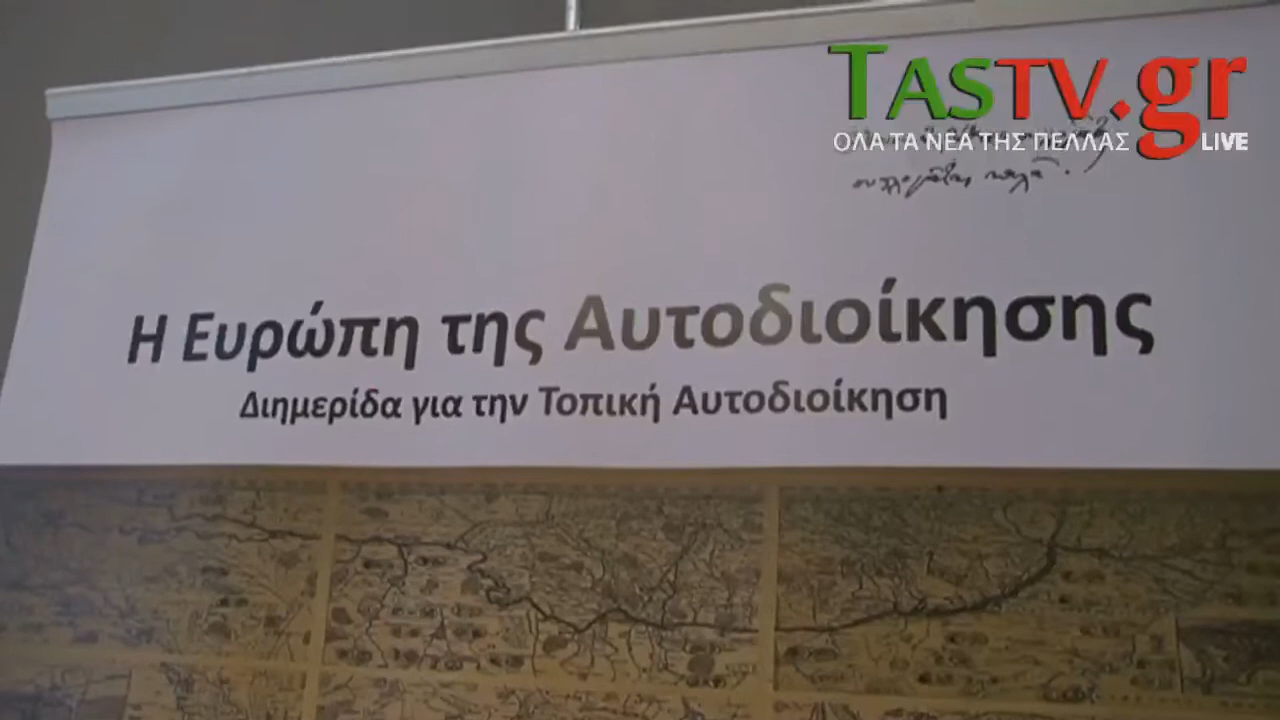 TASTV.gr
ΟΛΑ ΤΑ ΝΕΑ ΤΗΣ ΠΕΛΛΑΣ LIVE
Η Ευρώπη της Αυτοδιοίκησης
Διημερίδα για την Τοπική Αυτοδιοίκηση